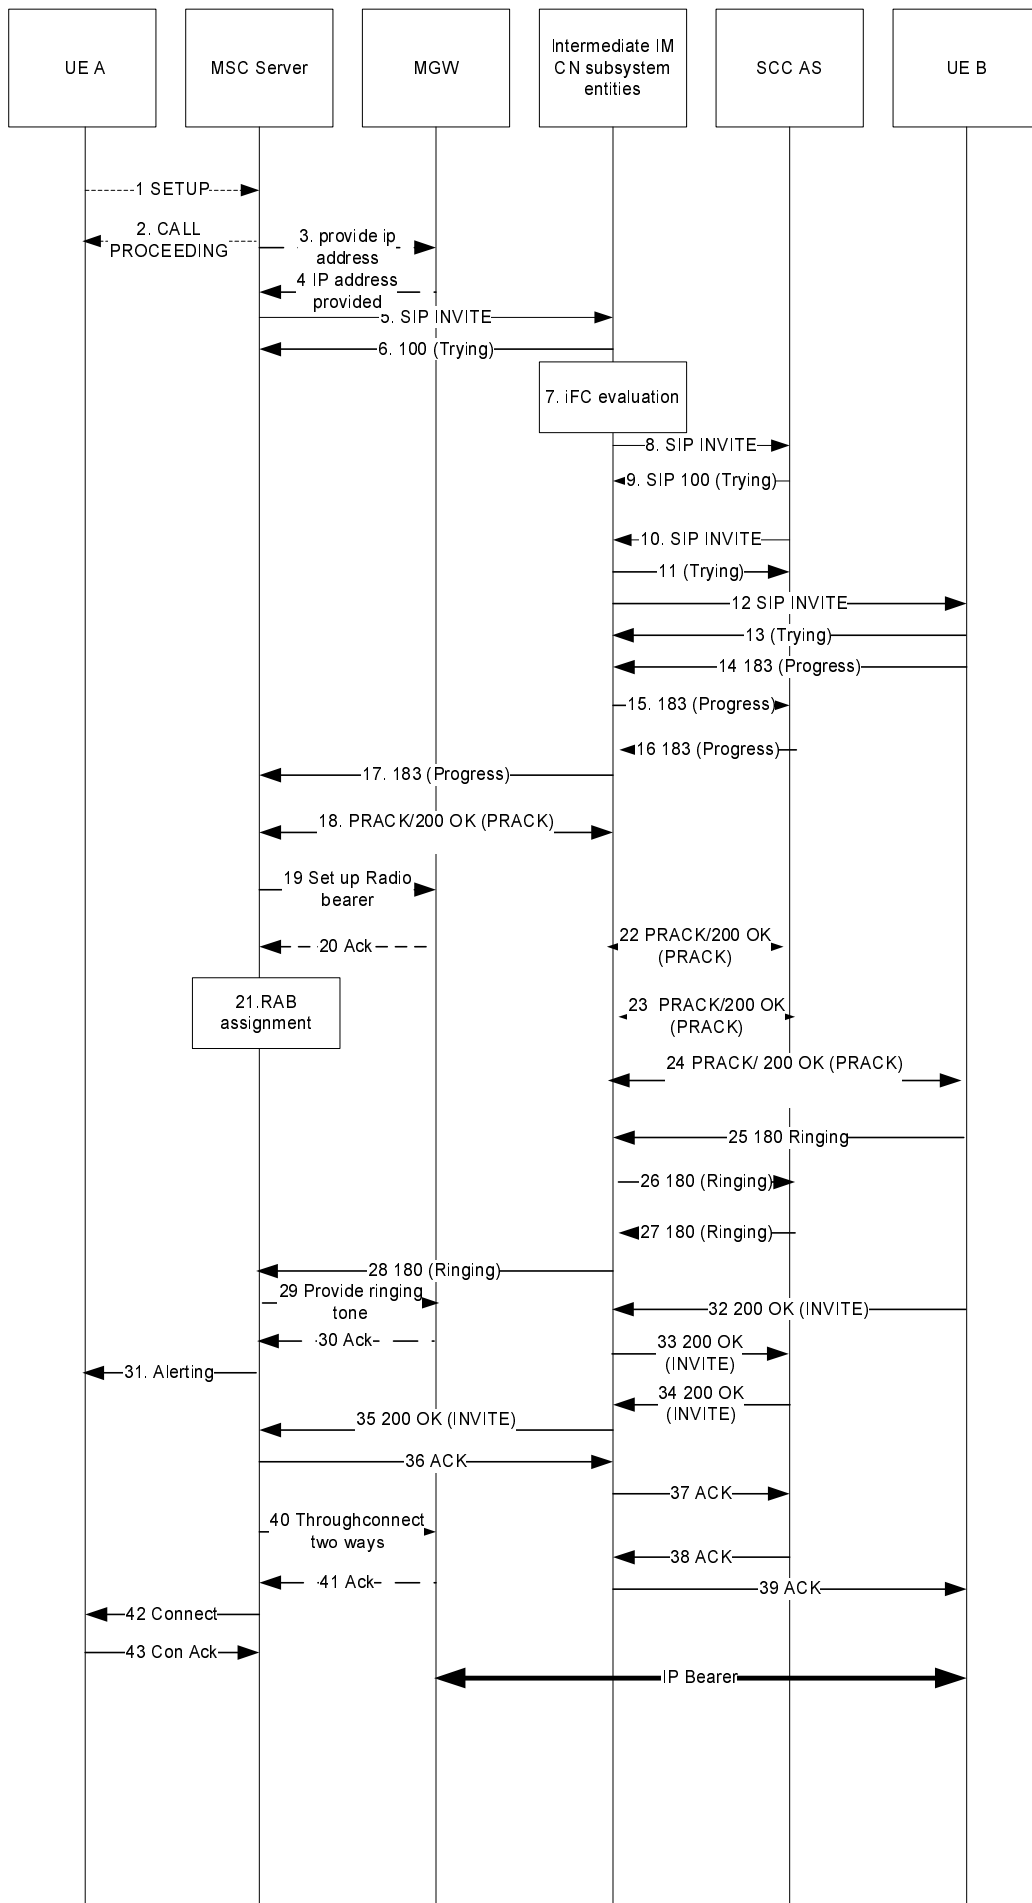 UE A
MSC Server
MGW
Intermediate IM
CN subsystem
entities
SCC AS
UE B
1 SETUP
2. CALL
PROCEEDING
3. provide ip
address
4 IP address
provided
5. SIP INVITE
6. 100 (Trying)
7. iFC evaluation
8. SIP INVITE
9. SIP 100 (Trying)
10. SIP INVITE
11 (Trying)
12 SIP INVITE
13 (Trying)
14 183 (Progress)
15. 183 (Progress)
16 183 (Progress)
17. 183 (Progress)
18. PRACK/200 OK (PRACK)
19 Set up Radio
bearer
20 Ack
22 PRACK/200 OK
(PRACK)
21.RAB
assignment
23 PRACK/200 OK
(PRACK)
24 PRACK/ 200 OK (PRACK)
25 180 Ringing
26 180 (Ringing)
27 180 (Ringing)
28 180 (Ringing)
29 Provide ringing
tone
32 200 OK (INVITE)
30 Ack
33 200 OK
(INVITE)
31. Alerting
34 200 OK
(INVITE)
35 200 OK (INVITE)
36 ACK
37 ACK
40 Throughconnect
two ways
38 ACK
41 Ack
39 ACK
42 Connect
43 Con Ack
IP Bearer